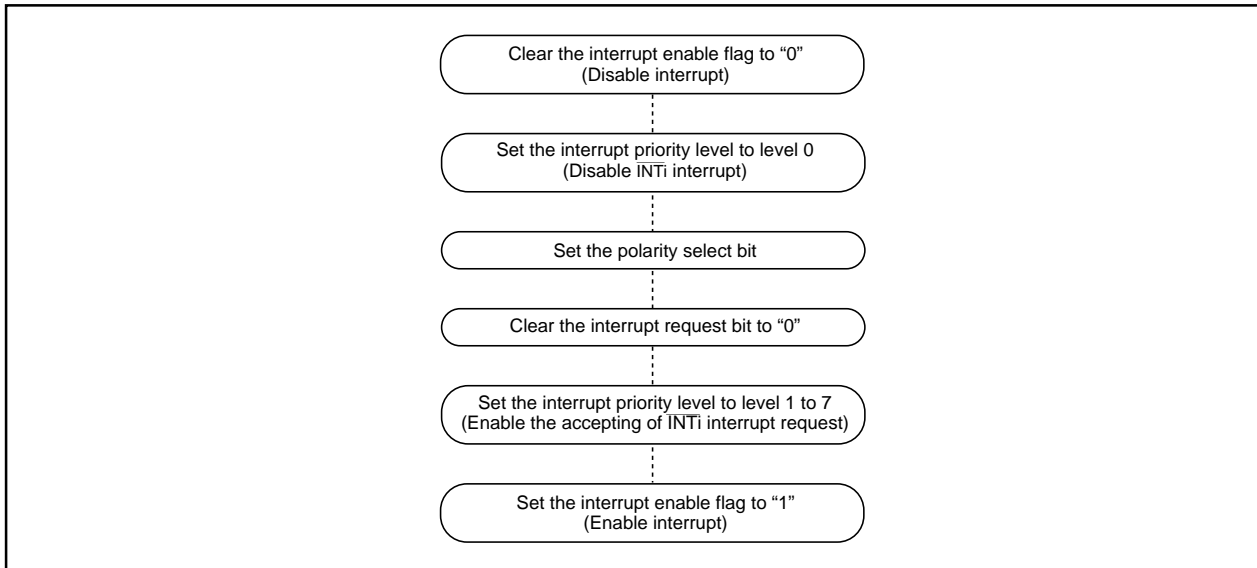 Clear the interrupt enable flag to “0”
(Disable interrupt)
Set the interrupt priority level to level 0
(Disable INTi interrupt)
Set the polarity select bit
Clear the interrupt request bit to “0”
Set the interrupt priority level to level 1 to 7
(Enable the accepting of INTi interrupt request)
Set the interrupt enable flag to “1”
(Enable interrupt)